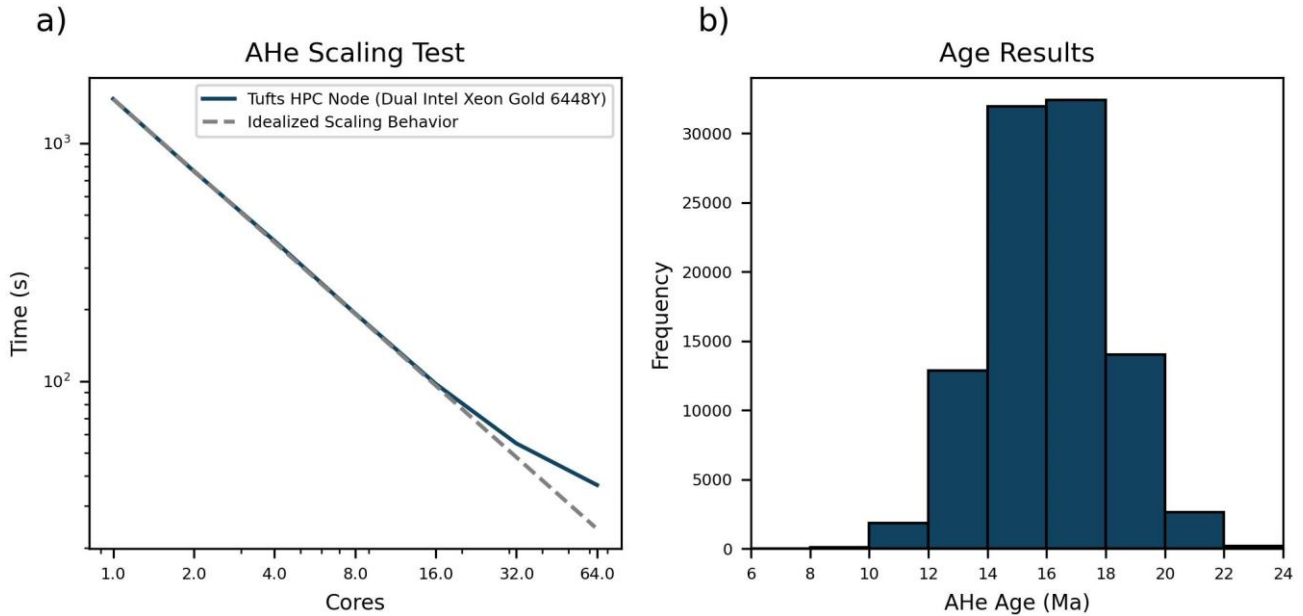 a)
AHe Scaling Test
Tufts HPC Node (Dual Intel Xeon Gold 6448Y)
Idealized Scaling Behavior
10³
10²
Time (s)
1.0 2.0 4.0 8.0 16.0 32.0 64.0
Cores
b)
Age Results
30000
25000
20000
15000
10000
5000
0
Frequency
6 8 10 12 14 16 18 20 22 24
AHe Age (Ma)